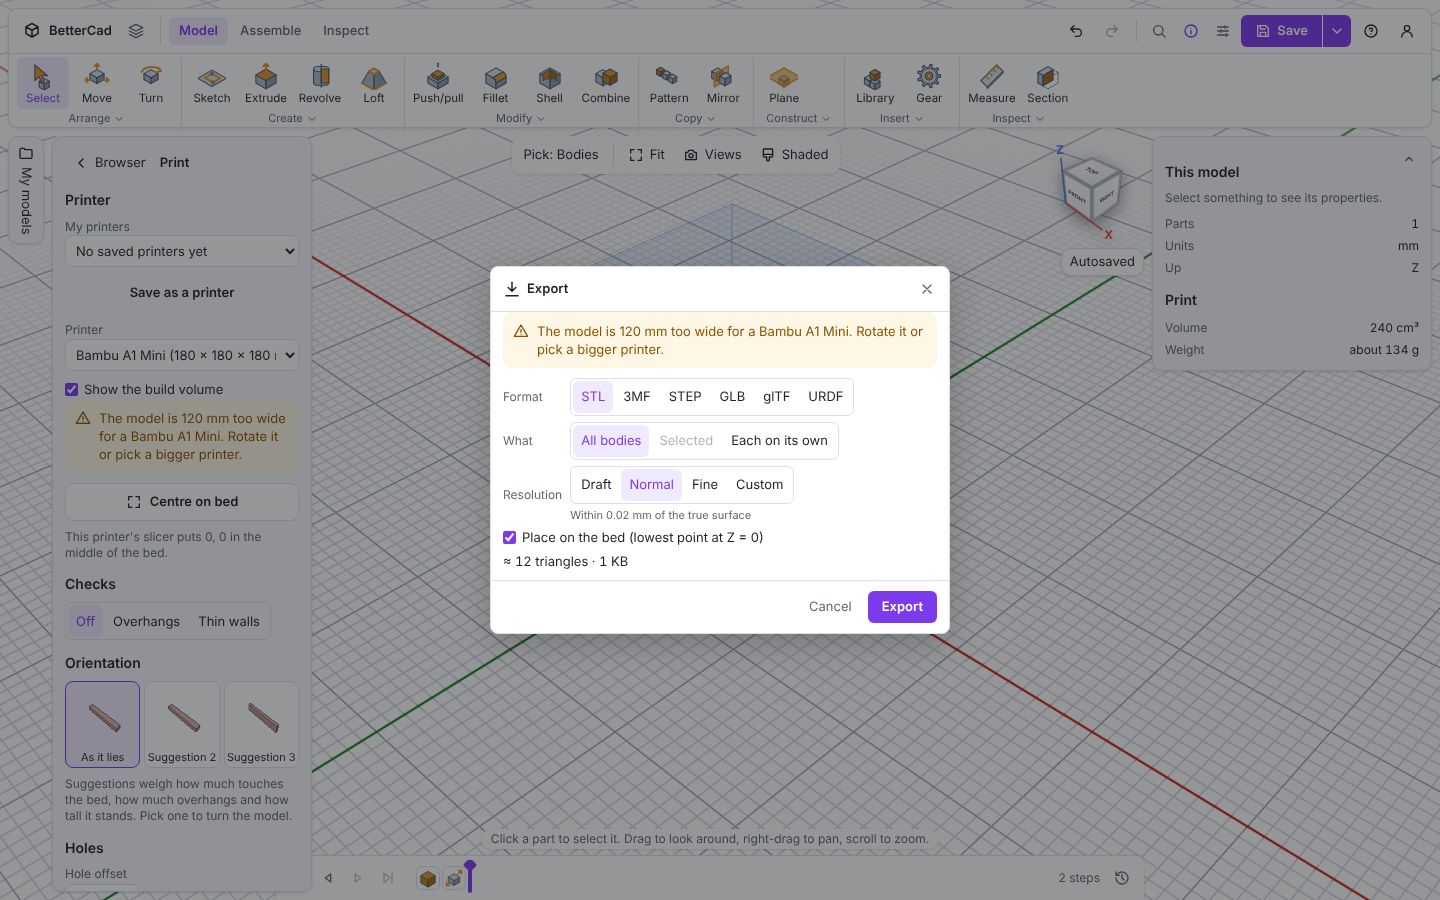 BetterCad
Model
Assemble
Inspect
Save
Select
Move
Turn
Sketch
Extrude
Revolve
Loft
Push/pull
Fillet
Shell
Combine
Pattern
Mirror
Plane
Library
Gear
Measure
Section
Arrange
Create
Modify
Copy
Construct
Insert
Inspect
My models
Browser
Print
Printer
My printers
No saved printers yet
Save as a printer
Printer
Bambu A1 Mini (180 × 180 × 180
Show the build volume
The model is 120 mm too wide
for a Bambu A1 Mini. Rotate it
or pick a bigger printer.
Centre on bed
This printer's slicer puts 0, 0 in the
middle of the bed.
Checks
Off
Overhangs
Thin walls
Orientation
As it lies
Suggestion 2
Suggestion 3
Suggestions weigh how much touches
the bed, how much overhangs and how
tall it stands. Pick one to turn the model.
Holes
Hole offset
Pick: Bodies
Fit
Views
Shaded
Z
TOP
FRONT
RIGHT
X
Autosaved
This model
Select something to see its properties.
Parts 1
Units mm
Up Z
Print
Volume 240 cm³
Weight about 134 g
Export
The model is 120 mm too wide for a Bambu A1 Mini. Rotate it or
pick a bigger printer.
Format
STL
3MF
STEP
GLB
glTF
URDF
What
All bodies
Selected
Each on its own
Resolution
Draft
Normal
Fine
Custom
Within 0.02 mm of the true surface
Place on the bed (lowest point at Z = 0)
≈ 12 triangles · 1 KB
Cancel
Export
Click a part to select it. Drag to look around, right-drag to pan, scroll to zoom.
2 steps